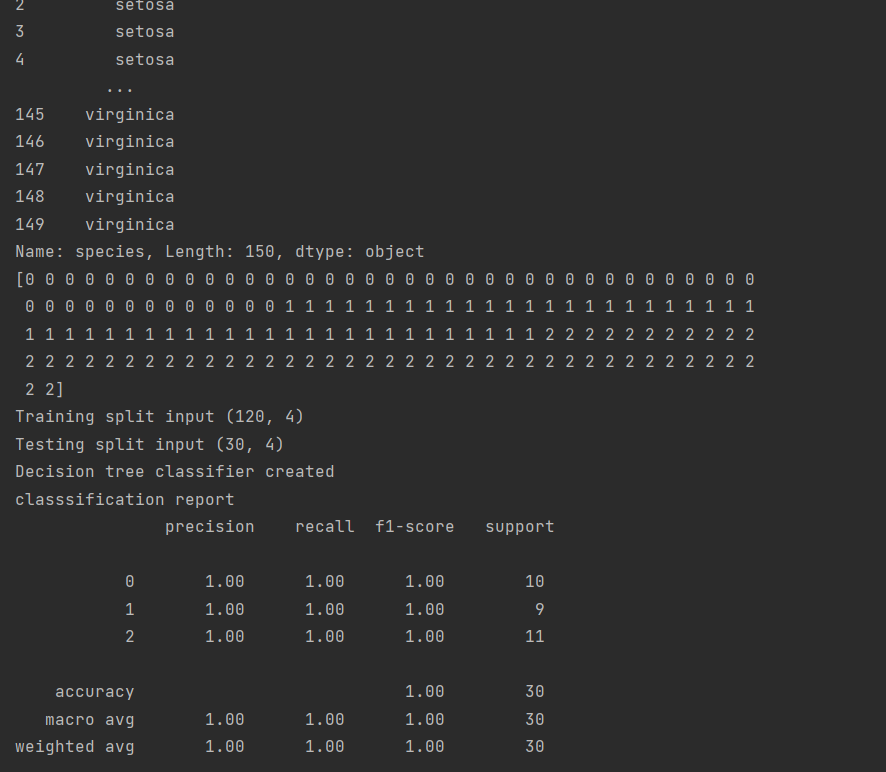 2         setosa
3         setosa
4         setosa
         ...
145    virginica
146    virginica
147    virginica
148    virginica
149    virginica
Name: species, Length: 150, dtype: object
[0 0 0 0 0 0 0 0 0 0 0 0 0 0 0 0 0 0 0 0 0 0 0 0 0 0 0 0 0 0 0 0 0 0 0 0 0
 0 0 0 0 0 0 0 0 0 0 0 0 0 1 1 1 1 1 1 1 1 1 1 1 1 1 1 1 1 1 1 1 1 1 1 1 1
 1 1 1 1 1 1 1 1 1 1 1 1 1 1 1 1 1 1 1 1 1 1 1 1 1 1 2 2 2 2 2 2 2 2 2 2 2
 2 2 2 2 2 2 2 2 2 2 2 2 2 2 2 2 2 2 2 2 2 2 2 2 2 2 2 2 2 2 2 2 2 2 2 2 2
 2 2]
Training split input (120, 4)
Testing split input (30, 4)
Decision tree classifier created
classsification report
               precision    recall  f1-score   support

           0       1.00      1.00      1.00        10
           1       1.00      1.00      1.00         9
           2       1.00      1.00      1.00        11

    accuracy                           1.00        30
   macro avg       1.00      1.00      1.00        30
weighted avg       1.00      1.00      1.00        30